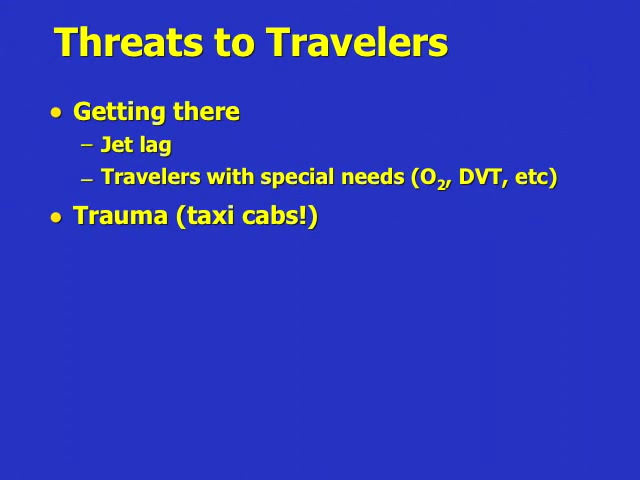 Threats to Travelers
• Getting there
– Jet lag
– Travelers with special needs (O₂, DVT, etc)
• Trauma (taxi cabs!)